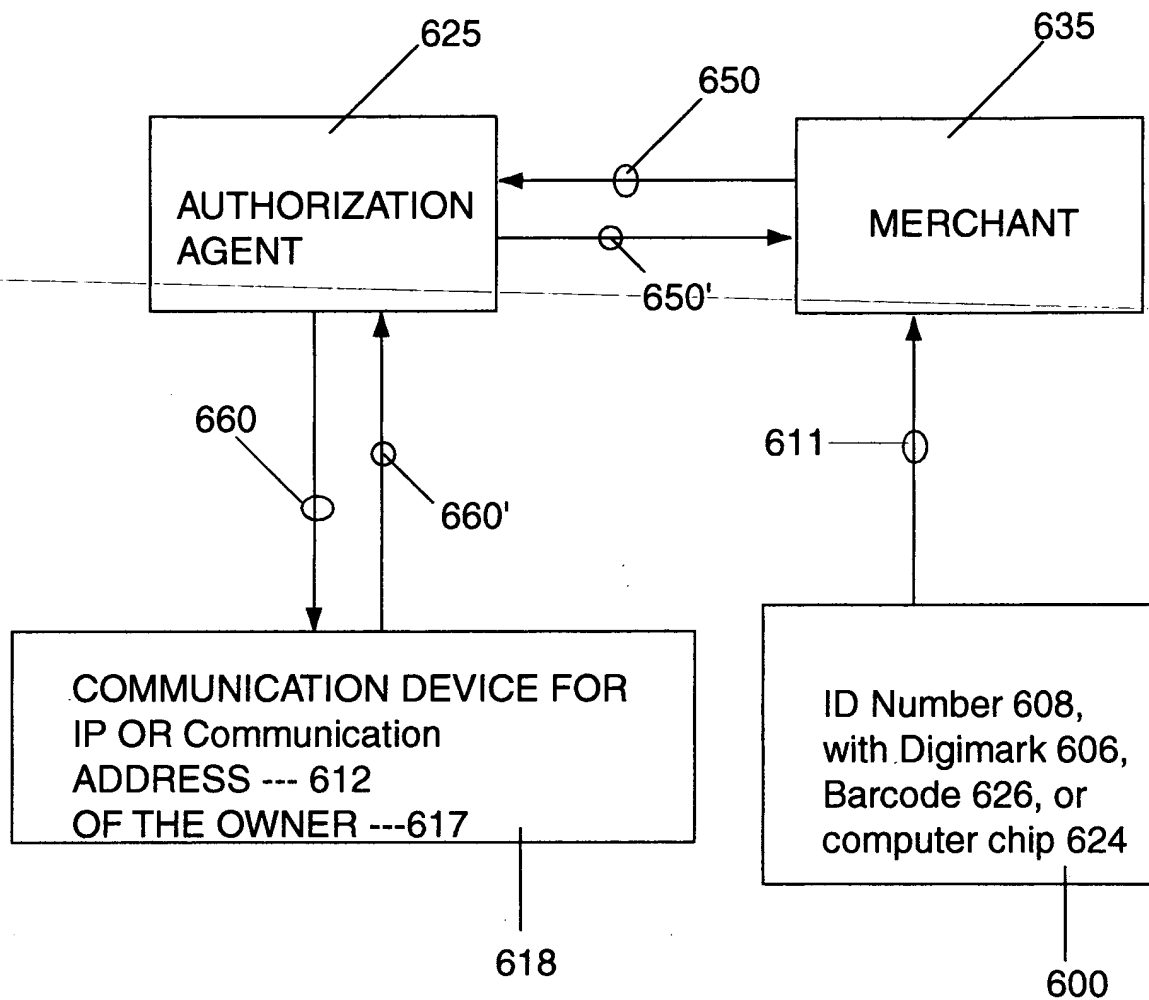 625
635
650
AUTHORIZATION
AGENT
MERCHANT
650'
660
660'
611
COMMUNICATION DEVICE FOR
IP OR Communication
ADDRESS --- 612
OF THE OWNER ---617
ID Number 608,
with Digimark 606,
Barcode 626, or
computer chip 624
618
600